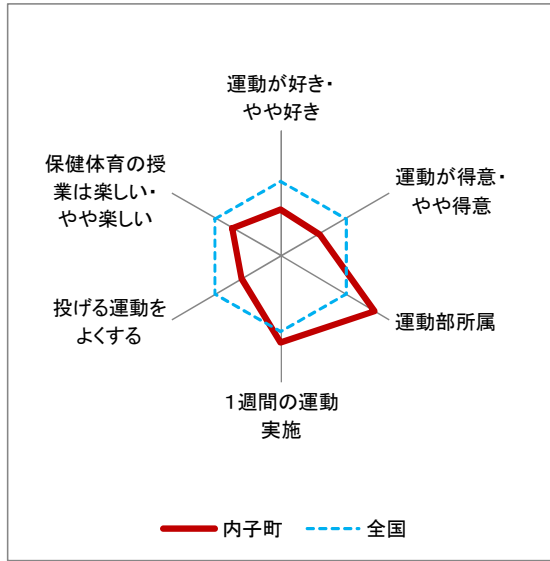 運動が好き・
やや好き
運動が得意・
やや得意
運動部所属
1週間の運動
実施
投げる運動を
よくする
保健体育の授
業は楽しい・
やや楽しい
内子町
全国